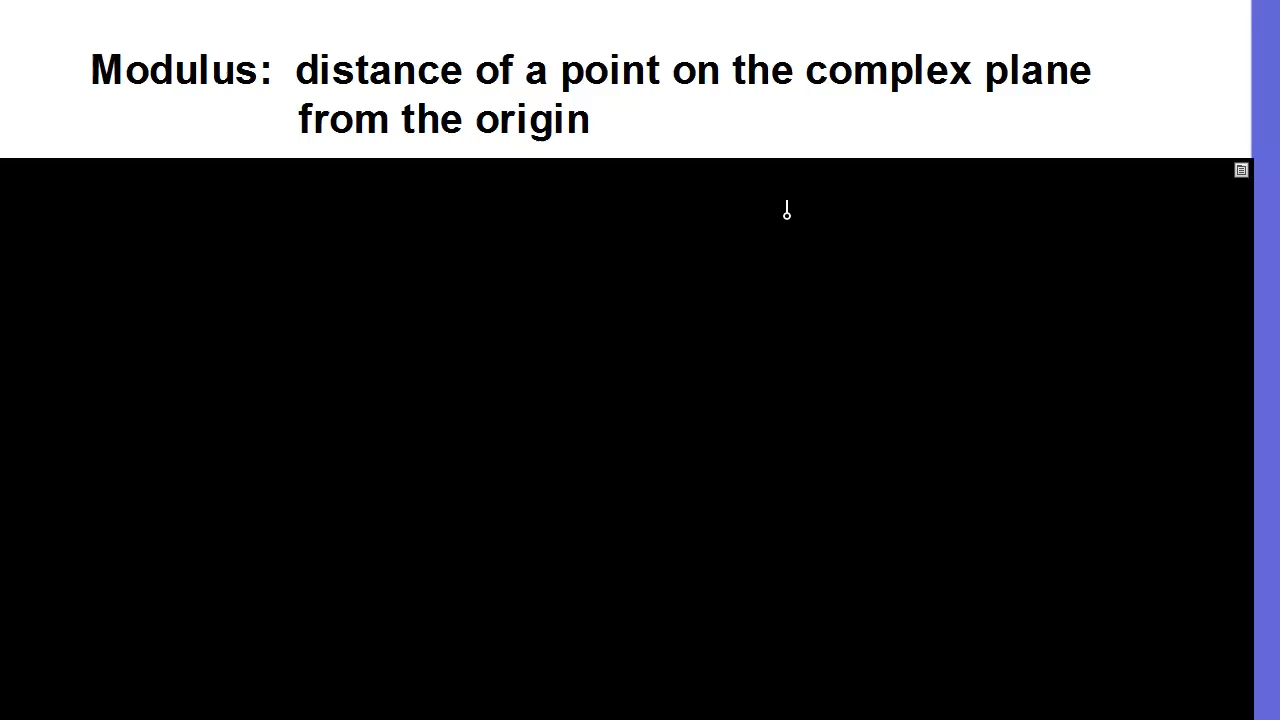 Modulus: distance of a point on the complex plane
from the origin